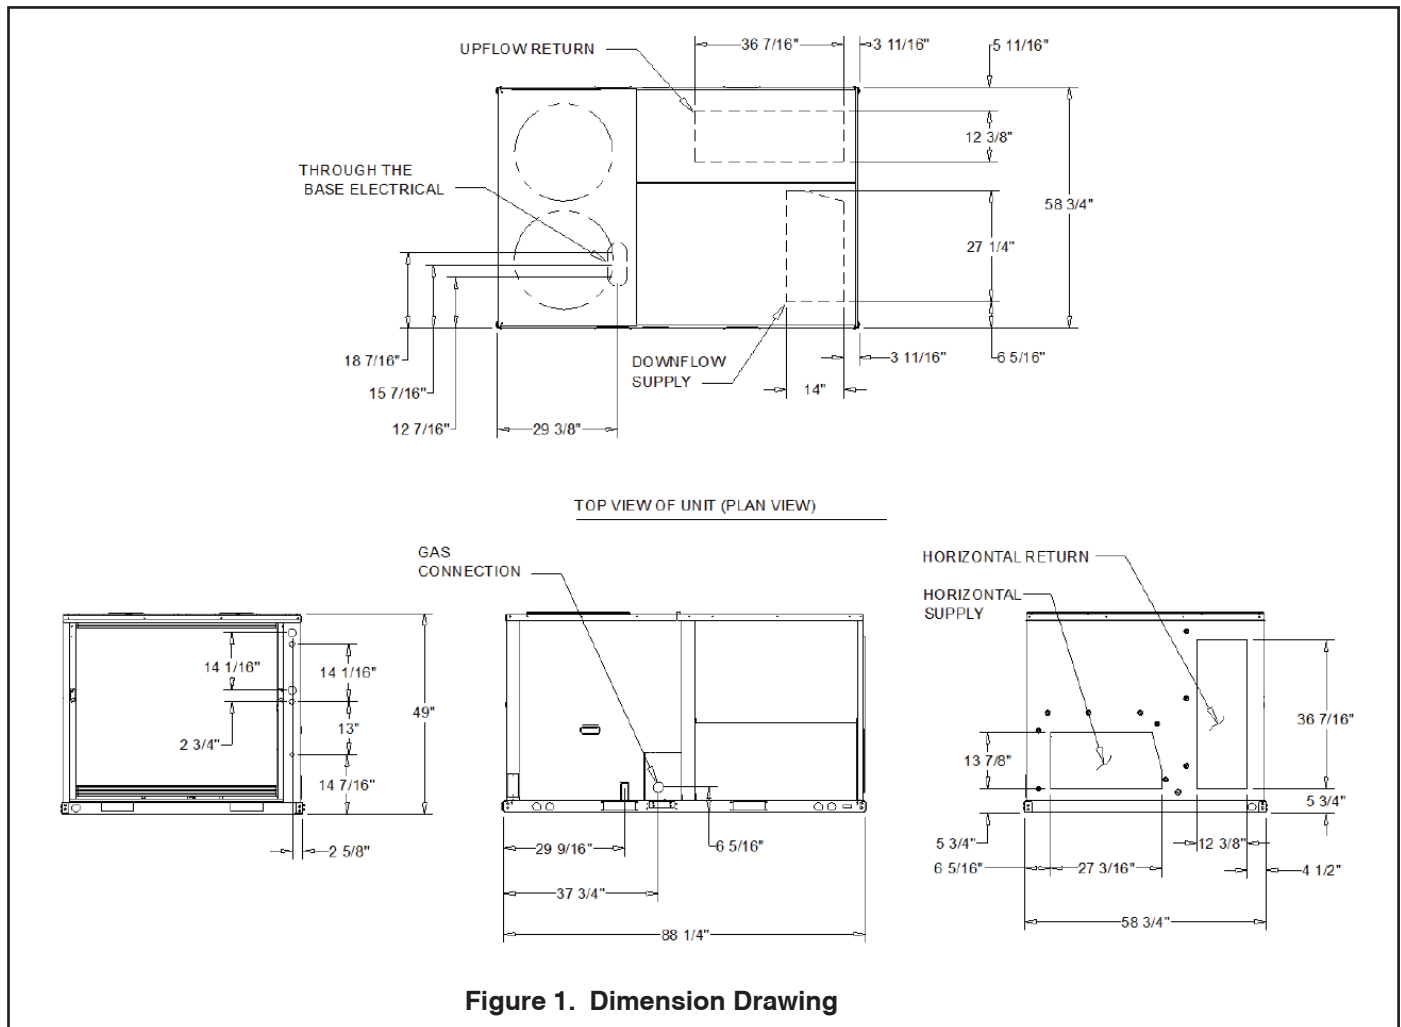 36 7/16"
3 11/16"
5 11/16"
UPFLOW RETURN
12 3/8"
THROUGH THE
BASE ELECTRICAL
58 3/4"
27 1/4"
18 7/16"
DOWNFLOW
SUPPLY
3 11/16"
6 5/16"
15 7/16"
14"
12 7/16"
29 3/8"
TOP VIEW OF UNIT (PLAN VIEW)
GAS
CONNECTION
HORIZONTAL RETURN
HORIZONTAL
SUPPLY
14 1/16"
14 1/16"
49"
13"
2 3/4"
14 7/16"
2 5/8"
29 9/16"
6 5/16"
37 3/4"
88 1/4"
36 7/16"
13 7/8"
5 3/4"
5 3/4"
12 3/8"
6 5/16"
27 3/16"
4 1/2"
58 3/4"
Figure 1. Dimension Drawing